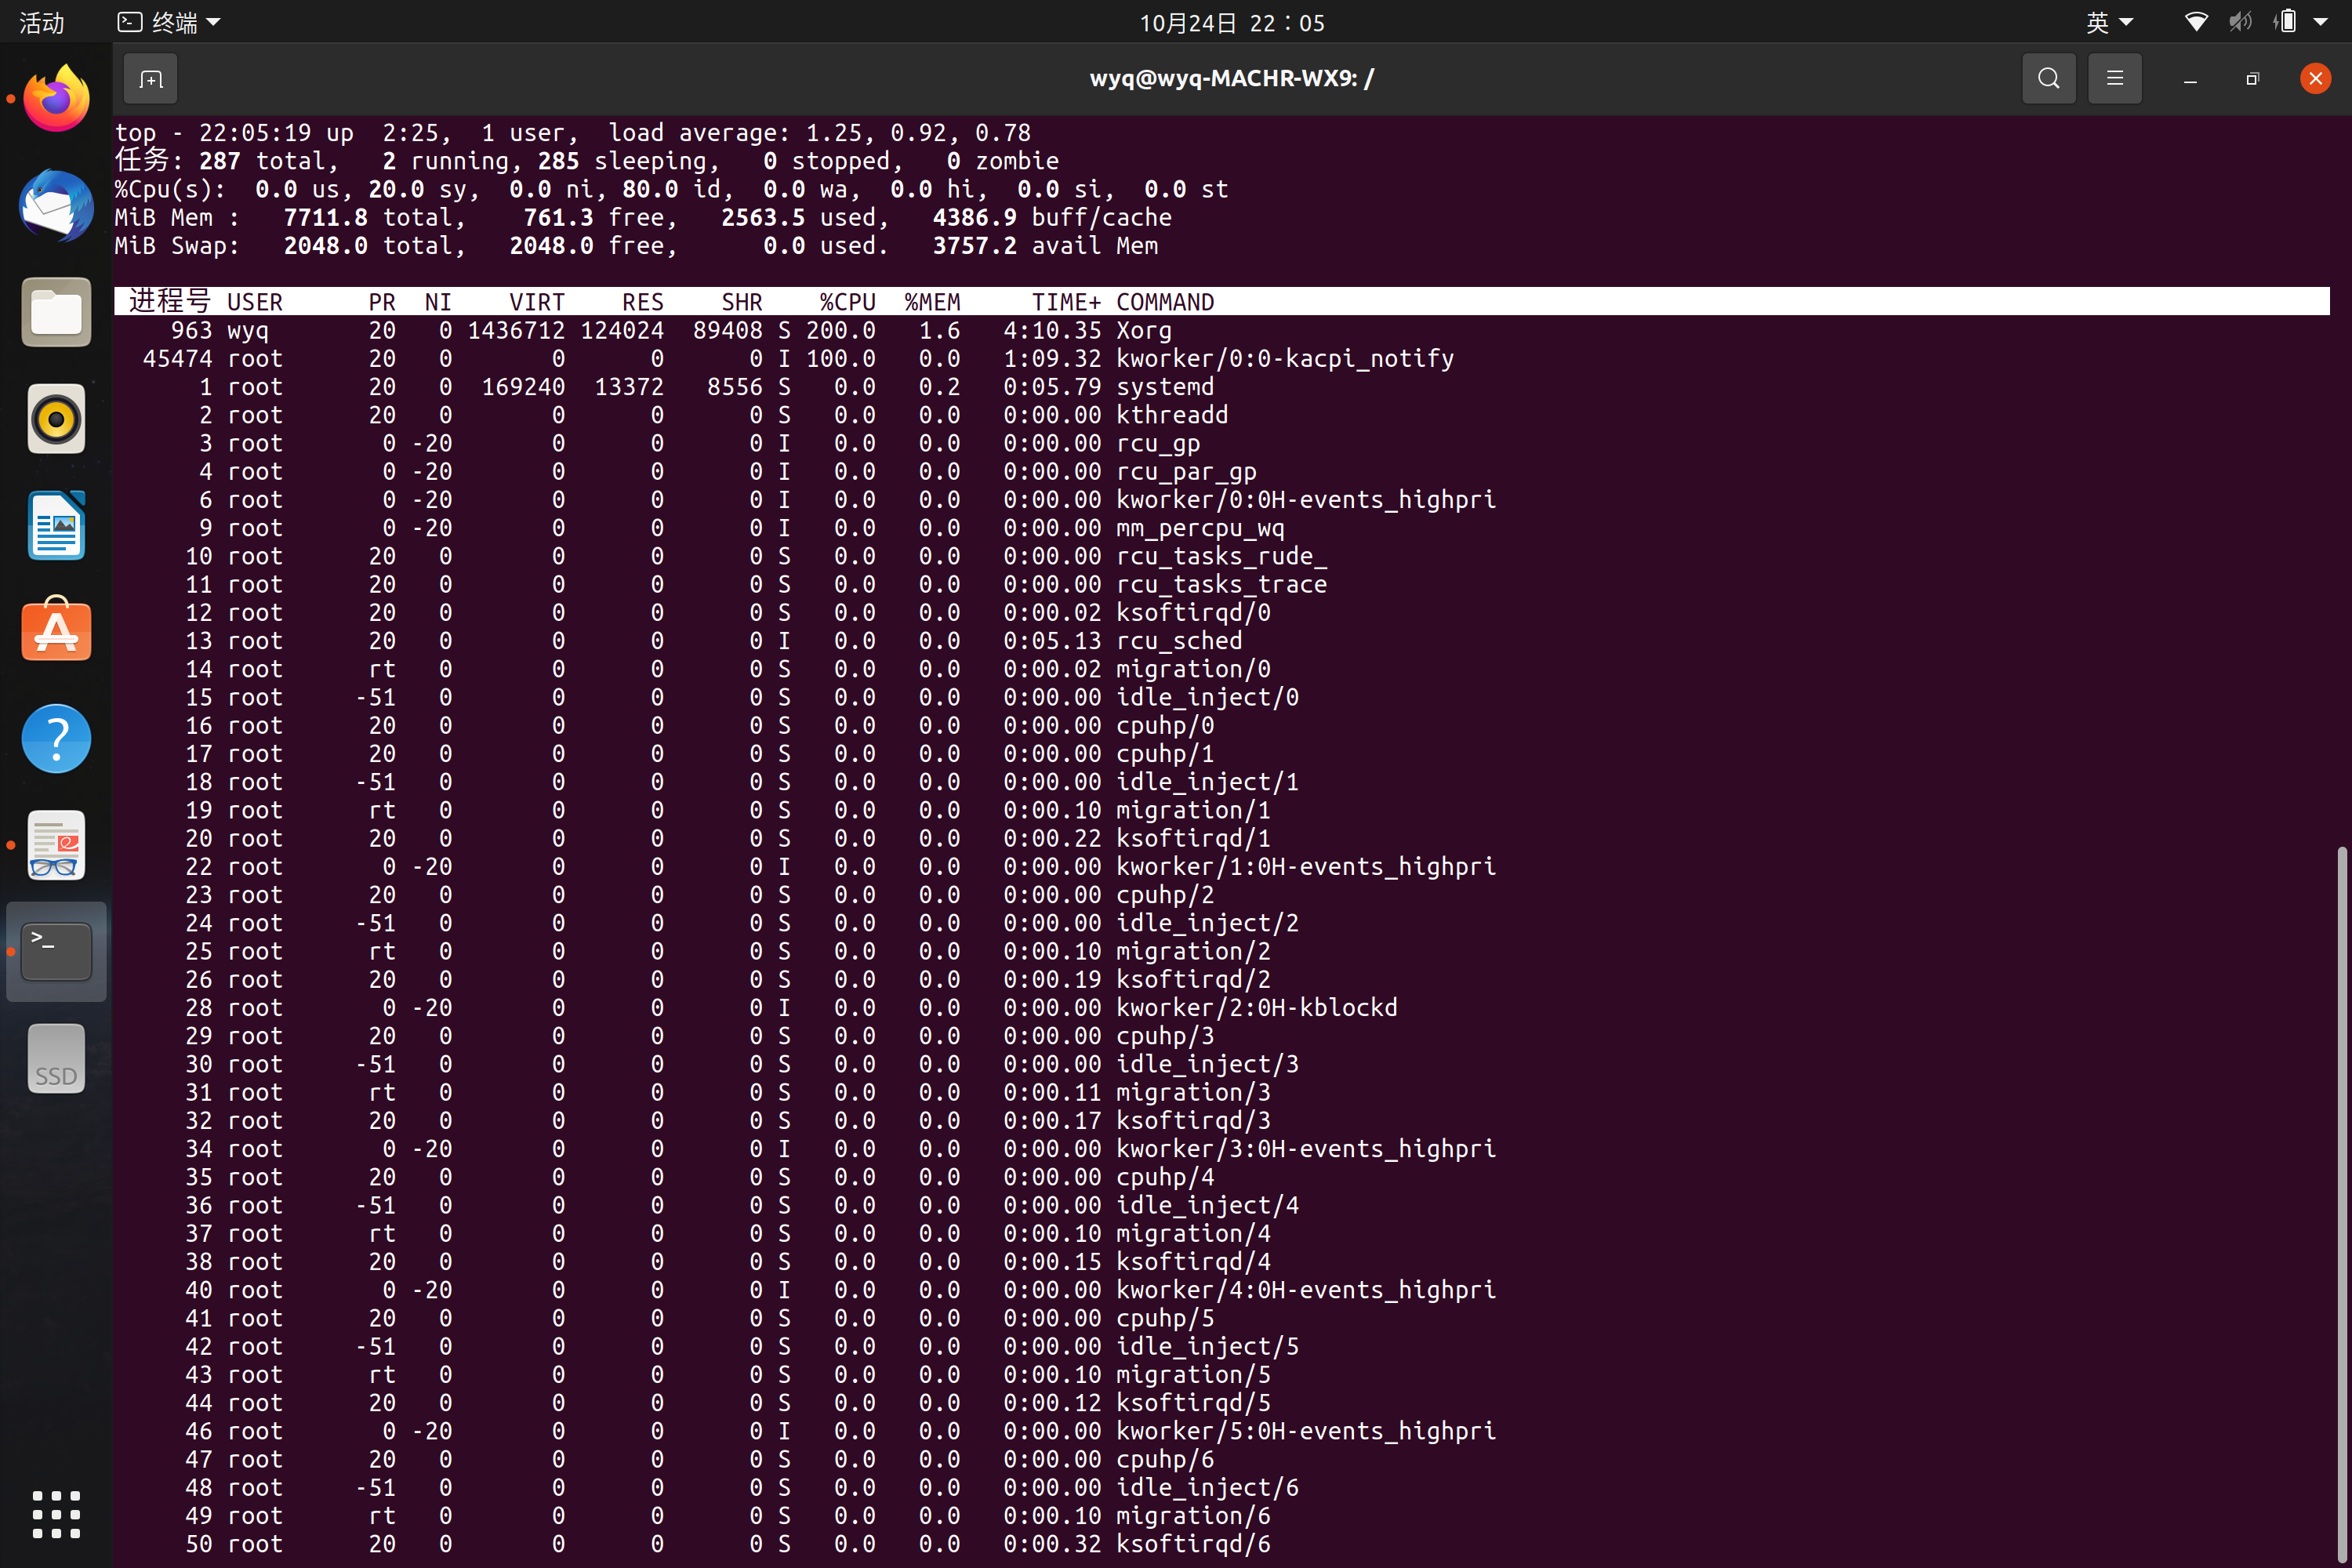 活动 终端 10月24日 22：05 英
wyq@wyq-MACHR-WX9: /
top - 22:05:19 up  2:25,  1 user,  load average: 1.25, 0.92, 0.78
任务: 287 total,   2 running, 285 sleeping,   0 stopped,   0 zombie
%Cpu(s):  0.0 us, 20.0 sy,  0.0 ni, 80.0 id,  0.0 wa,  0.0 hi,  0.0 si,  0.0 st
MiB Mem :   7711.8 total,    761.3 free,   2563.5 used,   4386.9 buff/cache
MiB Swap:   2048.0 total,   2048.0 free,      0.0 used.   3757.2 avail Mem
进程号 USER      PR  NI    VIRT    RES    SHR    %CPU  %MEM     TIME+ COMMAND
963 wyq       20   0 1436712 124024  89408 S 200.0   1.6   4:10.35 Xorg
45474 root      20   0       0      0      0 I 100.0   0.0   1:09.32 kworker/0:0-kacpi_notify
1 root      20   0  169240  13372   8556 S   0.0   0.2   0:05.79 systemd
2 root      20   0       0      0      0 S   0.0   0.0   0:00.00 kthreadd
3 root       0 -20       0      0      0 I   0.0   0.0   0:00.00 rcu_gp
4 root       0 -20       0      0      0 I   0.0   0.0   0:00.00 rcu_par_gp
6 root       0 -20       0      0      0 I   0.0   0.0   0:00.00 kworker/0:0H-events_highpri
9 root       0 -20       0      0      0 I   0.0   0.0   0:00.00 mm_percpu_wq
10 root      20   0       0      0      0 S   0.0   0.0   0:00.00 rcu_tasks_rude_
11 root      20   0       0      0      0 S   0.0   0.0   0:00.00 rcu_tasks_trace
12 root      20   0       0      0      0 S   0.0   0.0   0:00.02 ksoftirqd/0
13 root      20   0       0      0      0 I   0.0   0.0   0:05.13 rcu_sched
14 root      rt   0       0      0      0 S   0.0   0.0   0:00.02 migration/0
15 root     -51   0       0      0      0 S   0.0   0.0   0:00.00 idle_inject/0
16 root      20   0       0      0      0 S   0.0   0.0   0:00.00 cpuhp/0
17 root      20   0       0      0      0 S   0.0   0.0   0:00.00 cpuhp/1
18 root     -51   0       0      0      0 S   0.0   0.0   0:00.00 idle_inject/1
19 root      rt   0       0      0      0 S   0.0   0.0   0:00.10 migration/1
20 root      20   0       0      0      0 S   0.0   0.0   0:00.22 ksoftirqd/1
22 root       0 -20       0      0      0 I   0.0   0.0   0:00.00 kworker/1:0H-events_highpri
23 root      20   0       0      0      0 S   0.0   0.0   0:00.00 cpuhp/2
24 root     -51   0       0      0      0 S   0.0   0.0   0:00.00 idle_inject/2
25 root      rt   0       0      0      0 S   0.0   0.0   0:00.10 migration/2
26 root      20   0       0      0      0 S   0.0   0.0   0:00.19 ksoftirqd/2
28 root       0 -20       0      0      0 I   0.0   0.0   0:00.00 kworker/2:0H-kblockd
29 root      20   0       0      0      0 S   0.0   0.0   0:00.00 cpuhp/3
30 root     -51   0       0      0      0 S   0.0   0.0   0:00.00 idle_inject/3
31 root      rt   0       0      0      0 S   0.0   0.0   0:00.11 migration/3
32 root      20   0       0      0      0 S   0.0   0.0   0:00.17 ksoftirqd/3
34 root       0 -20       0      0      0 I   0.0   0.0   0:00.00 kworker/3:0H-events_highpri
35 root      20   0       0      0      0 S   0.0   0.0   0:00.00 cpuhp/4
36 root     -51   0       0      0      0 S   0.0   0.0   0:00.00 idle_inject/4
37 root      rt   0       0      0      0 S   0.0   0.0   0:00.10 migration/4
38 root      20   0       0      0      0 S   0.0   0.0   0:00.15 ksoftirqd/4
40 root       0 -20       0      0      0 I   0.0   0.0   0:00.00 kworker/4:0H-events_highpri
41 root      20   0       0      0      0 S   0.0   0.0   0:00.00 cpuhp/5
42 root     -51   0       0      0      0 S   0.0   0.0   0:00.00 idle_inject/5
43 root      rt   0       0      0      0 S   0.0   0.0   0:00.10 migration/5
44 root      20   0       0      0      0 S   0.0   0.0   0:00.12 ksoftirqd/5
46 root       0 -20       0      0      0 I   0.0   0.0   0:00.00 kworker/5:0H-events_highpri
47 root      20   0       0      0      0 S   0.0   0.0   0:00.00 cpuhp/6
48 root     -51   0       0      0      0 S   0.0   0.0   0:00.00 idle_inject/6
49 root      rt   0       0      0      0 S   0.0   0.0   0:00.10 migration/6
50 root      20   0       0      0      0 S   0.0   0.0   0:00.32 ksoftirqd/6
SSD